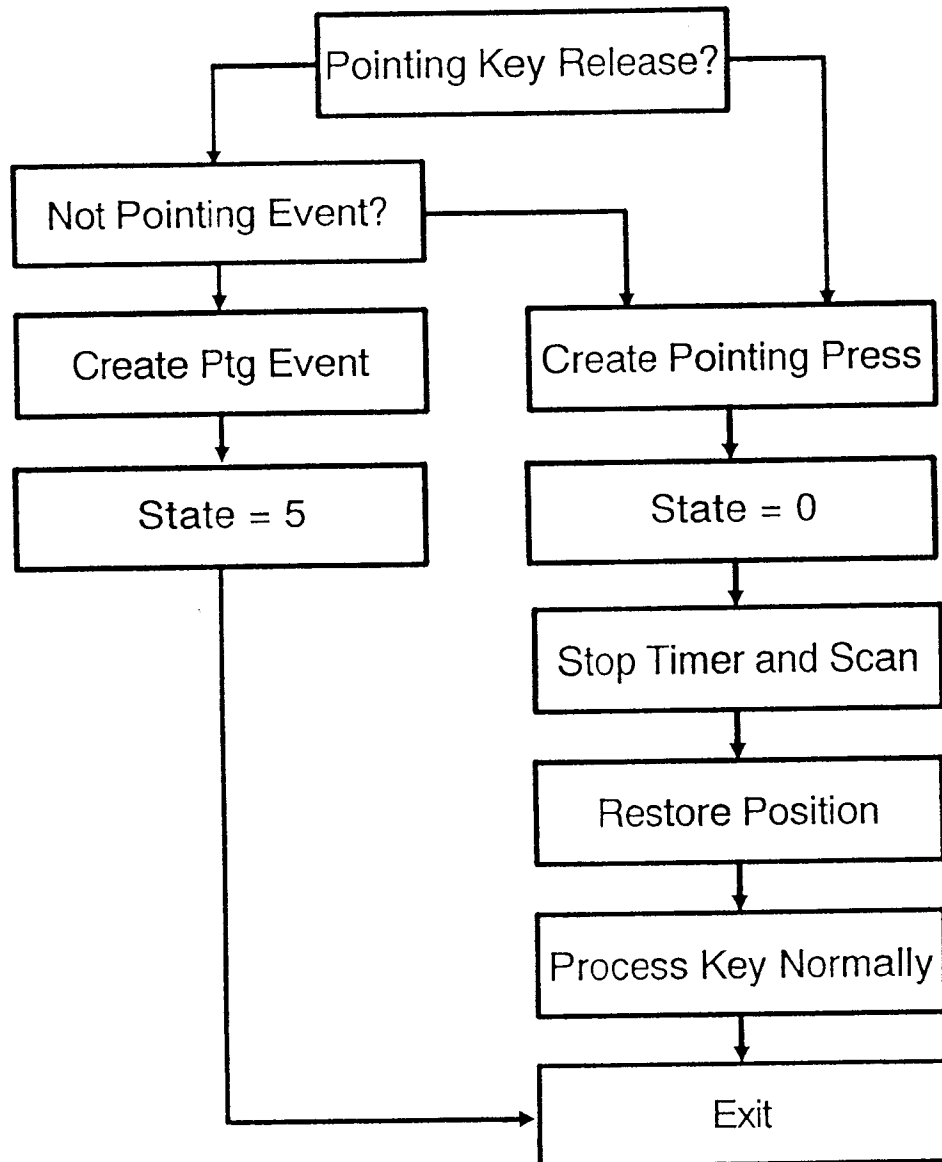 Pointing Key Release?
Not Pointing Event?
Create Ptg Event
Create Pointing Press
State = 5
State = 0
Stop Timer and Scan
Restore Position
Process Key Normally
Exit